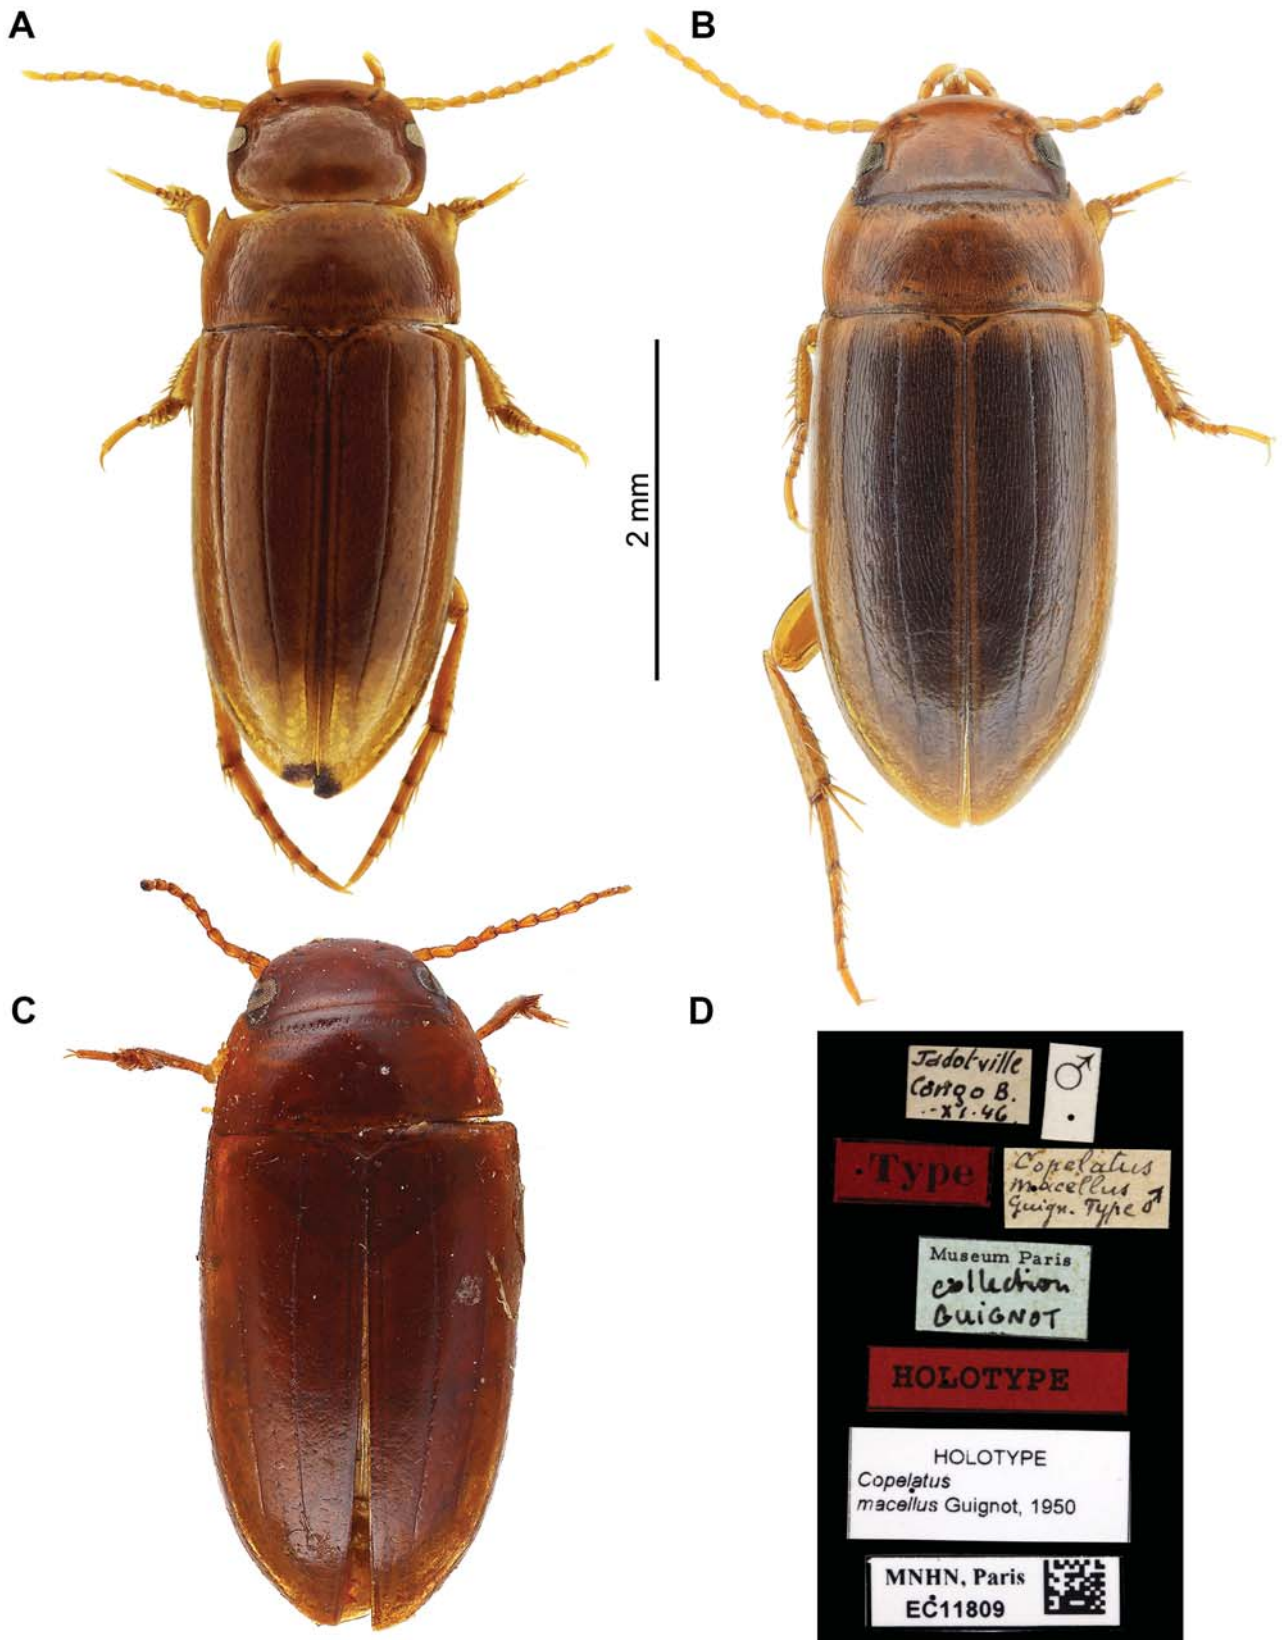 A
B
2 mm
C
D
Jadotville
Congo B.
--XI-46.
♂
.Type
Copelatus
macellus
Guign. Type ♂
Museum Paris
collection
GUIGNOT
HOLOTYPE
HOLOTYPE
Copelatus
macellus Guignot, 1950
MNHN, Paris
EC11809